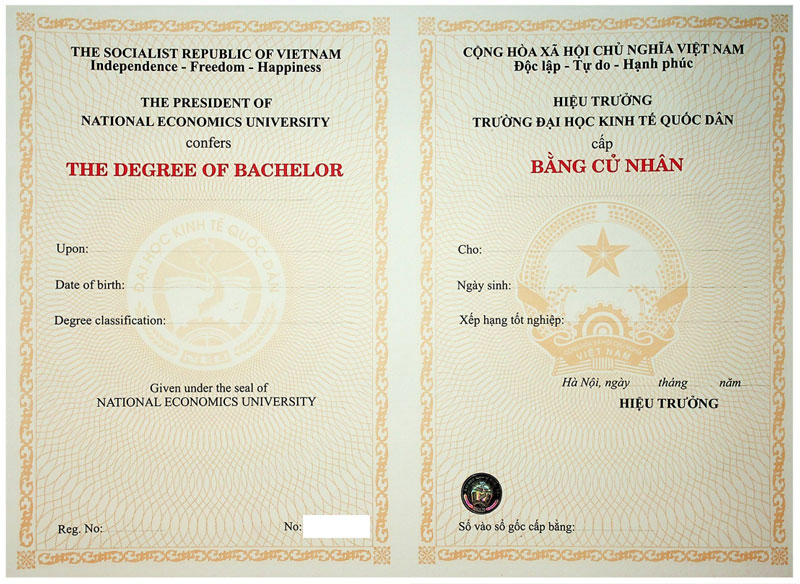 THE SOCIALIST REPUBLIC OF VIETNAM
Independence - Freedom - Happiness
THE PRESIDENT OF
NATIONAL ECONOMICS UNIVERSITY
confers
THE DEGREE OF BACHELOR
ĐẠI HỌC KINH TẾ QUỐC DÂN
Upon:
Date of birth:
Degree classification:
Given under the seal of
NATIONAL ECONOMICS UNIVERSITY
Reg. No:
No:
CỘNG HÒA XÃ HỘI CHỦ NGHĨA VIỆT NAM
Độc lập - Tự do - Hạnh phúc
HIỆU TRƯỞNG
TRƯỜNG ĐẠI HỌC KINH TẾ QUỐC DÂN
cấp
BẰNG CỬ NHÂN
Cho:
Ngày sinh:
Xếp hạng tốt nghiệp:
VIỆT NAM
Hà Nội, ngày tháng năm
HIỆU TRƯỞNG
Số vào sổ gốc cấp bằng: